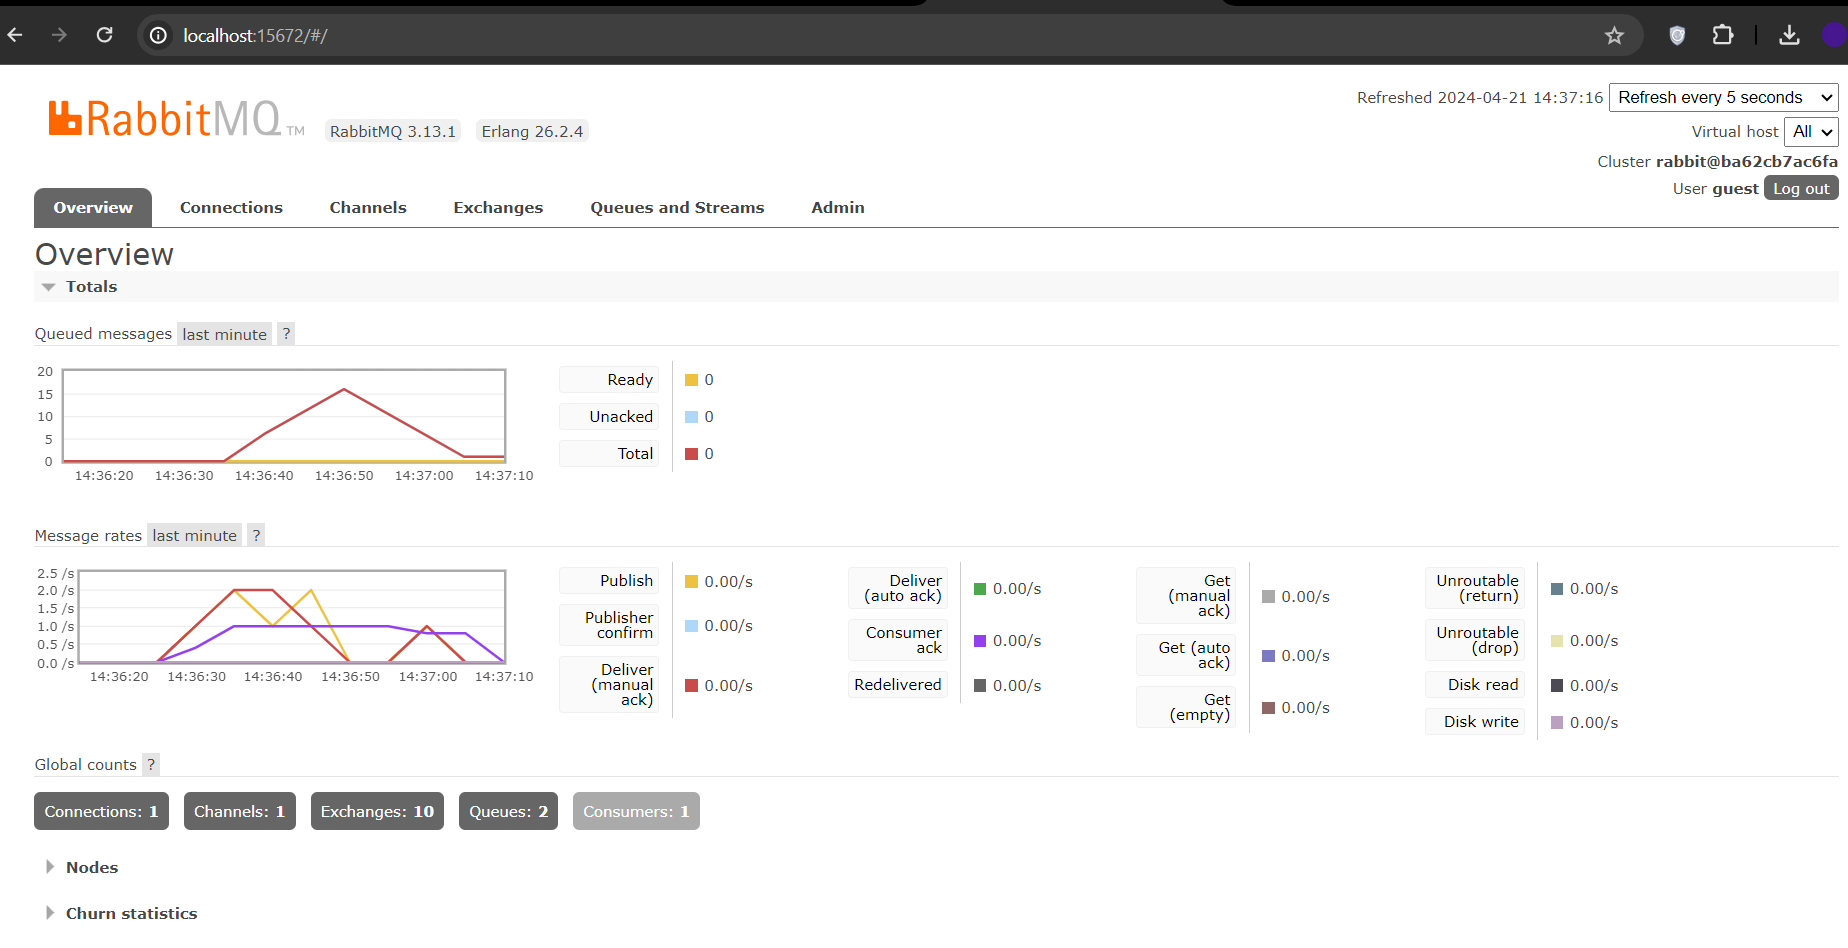 localhost:15672/#/
Refreshed 2024-04-21 14:37:16 Refresh every 5 seconds
RabbitMQ TM RabbitMQ 3.13.1 Erlang 26.2.4
Virtual host All
Cluster rabbit@ba62cb7ac6fa
User guest Log out
Overview Connections Channels Exchanges Queues and Streams Admin
Overview
Totals
Queued messages last minute ?
20
15
10
5
0
14:36:20 14:36:30 14:36:40 14:36:50 14:37:00 14:37:10
Ready 0
Unacked 0
Total 0
Message rates last minute ?
2.5 /s
2.0 /s
1.5 /s
1.0 /s
0.5 /s
0.0 /s
14:36:20 14:36:30 14:36:40 14:36:50 14:37:00 14:37:10
Publish 0.00/s
Publisher
confirm 0.00/s
Deliver
(manual
ack) 0.00/s
Deliver
(auto ack) 0.00/s
Consumer
ack 0.00/s
Redelivered 0.00/s
Get
(manual
ack) 0.00/s
Get (auto
ack) 0.00/s
Get
(empty) 0.00/s
Unroutable
(return) 0.00/s
Unroutable
(drop) 0.00/s
Disk read 0.00/s
Disk write 0.00/s
Global counts ?
Connections: 1 Channels: 1 Exchanges: 10 Queues: 2 Consumers: 1
Nodes
Churn statistics